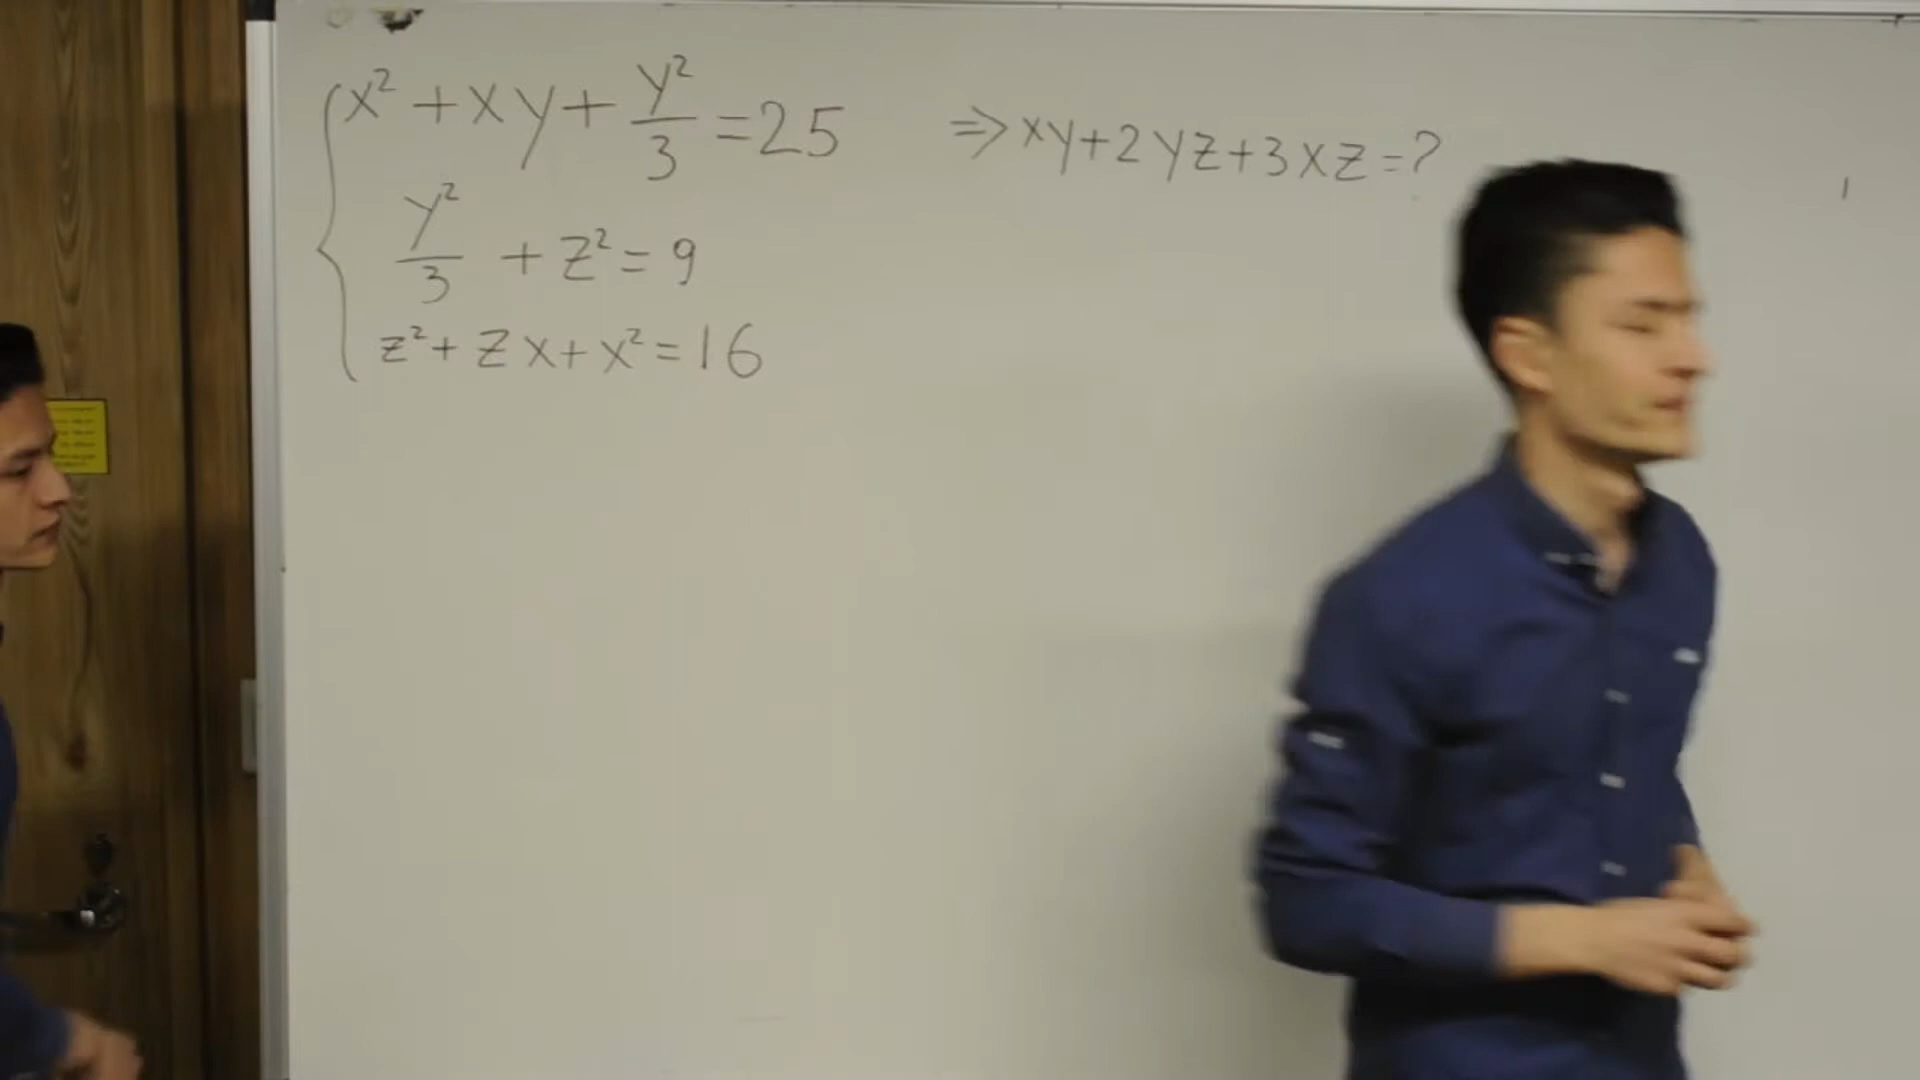 x² + xy + y²/3 = 25 ⇒ xy + 2yz + 3xz = ?
y²/3 + z² = 9
z² + zx + x² = 16